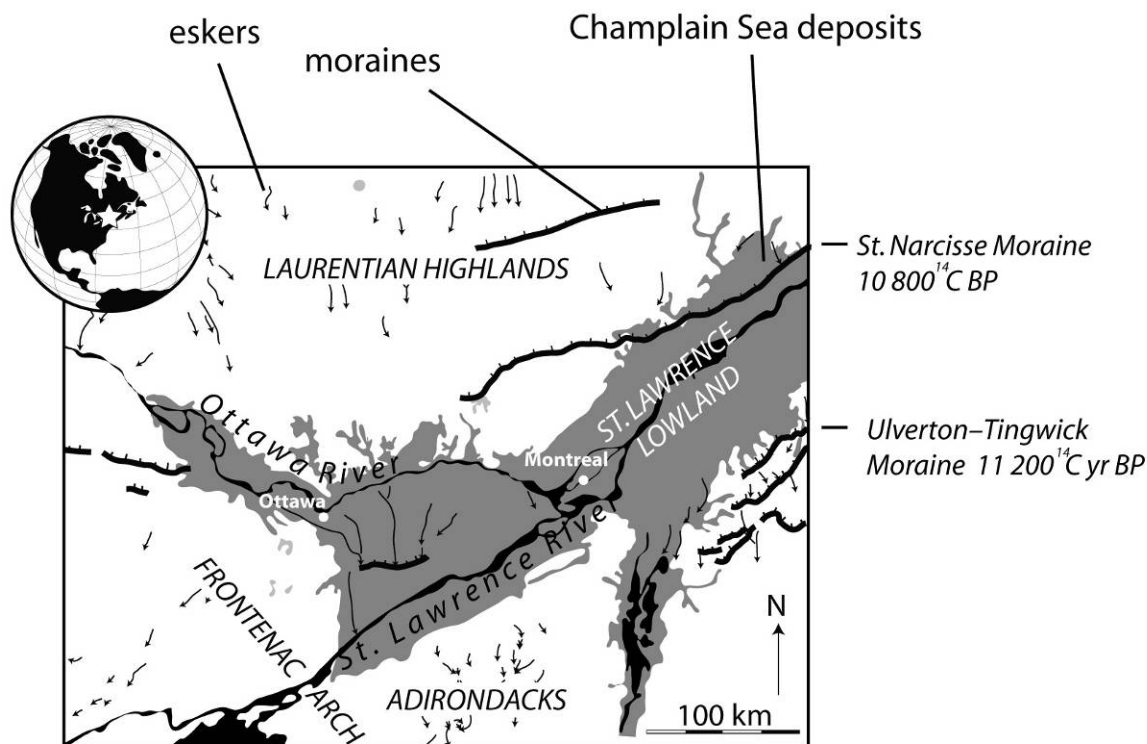 eskers
moraines
Champlain Sea deposits
St. Narcisse Moraine
10 800 ¹⁴C BP
LAURENTIAN HIGHLANDS
ST. LAWRENCE
LOWLAND
Ulverton–Tingwick
Moraine 11 200 ¹⁴C yr BP
Ottawa River
Montreal
Ottawa
St. Lawrence River
FRONTENAC ARCH
ADIRONDACKS
N
100 km